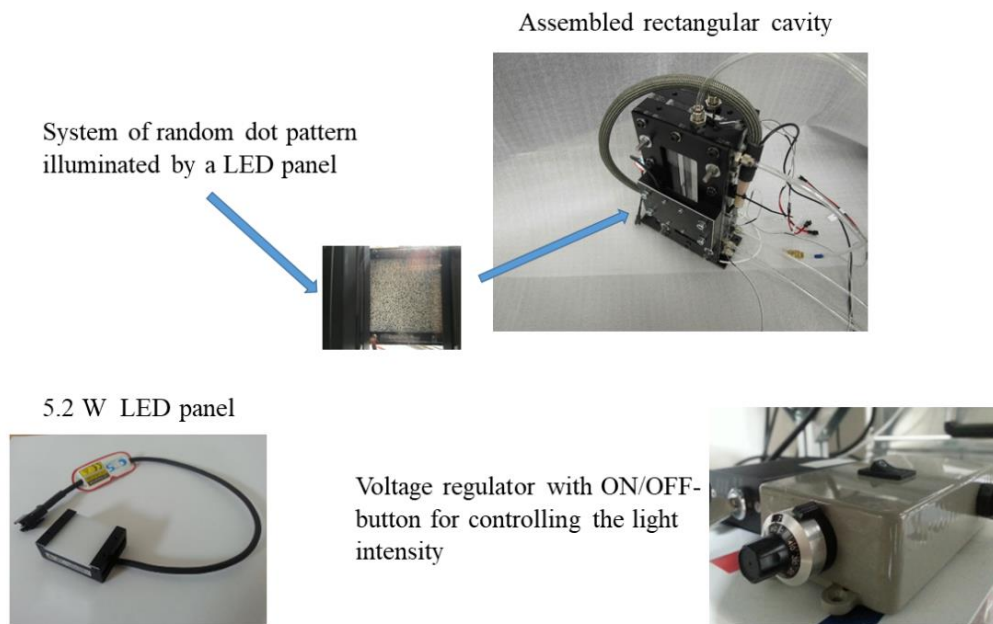 Assembled rectangular cavity
System of random dot pattern
illuminated by a LED panel
5.2 W LED panel
Voltage regulator with ON/OFF-
button for controlling the light
intensity